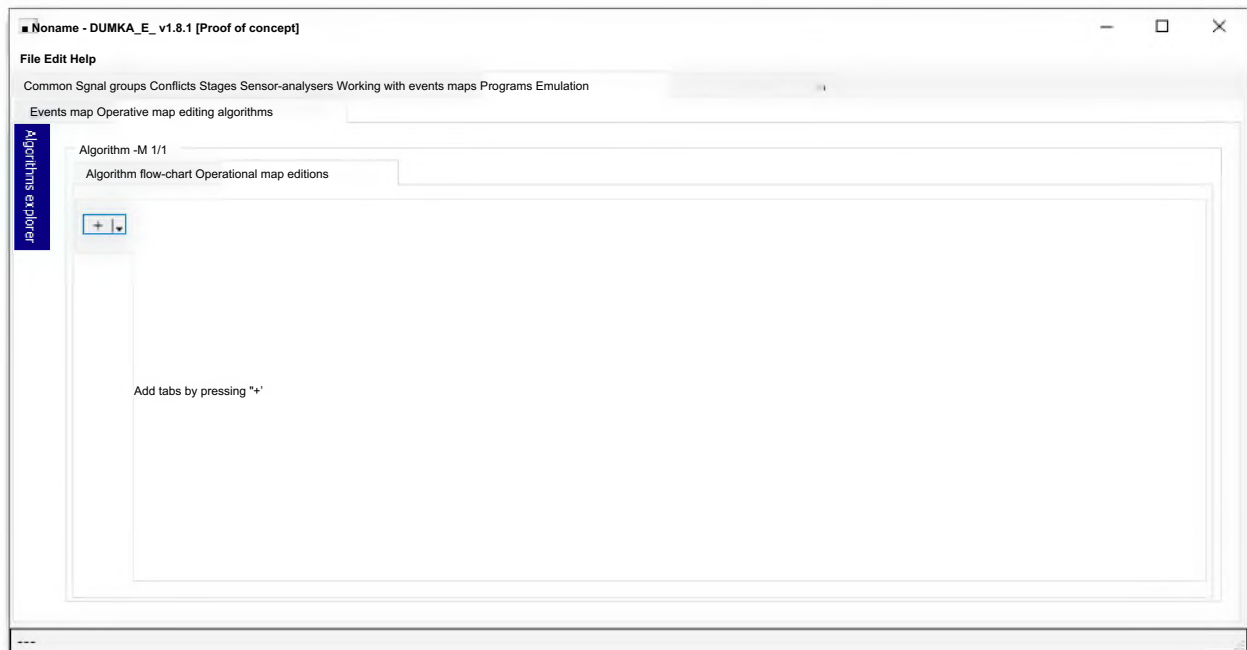 Noname - DUMKA_E_ v1.8.1 [Proof of concept]
File Edit Help
Common Sgnal groups Conflicts Stages Sensor-analysers Working with events maps Programs Emulation
Events map Operative map editing algorithms
Algorithms explorer
Algorithm -M 1/1
Algorithm flow-chart Operational map editions
+
Add tabs by pressing "+'
---